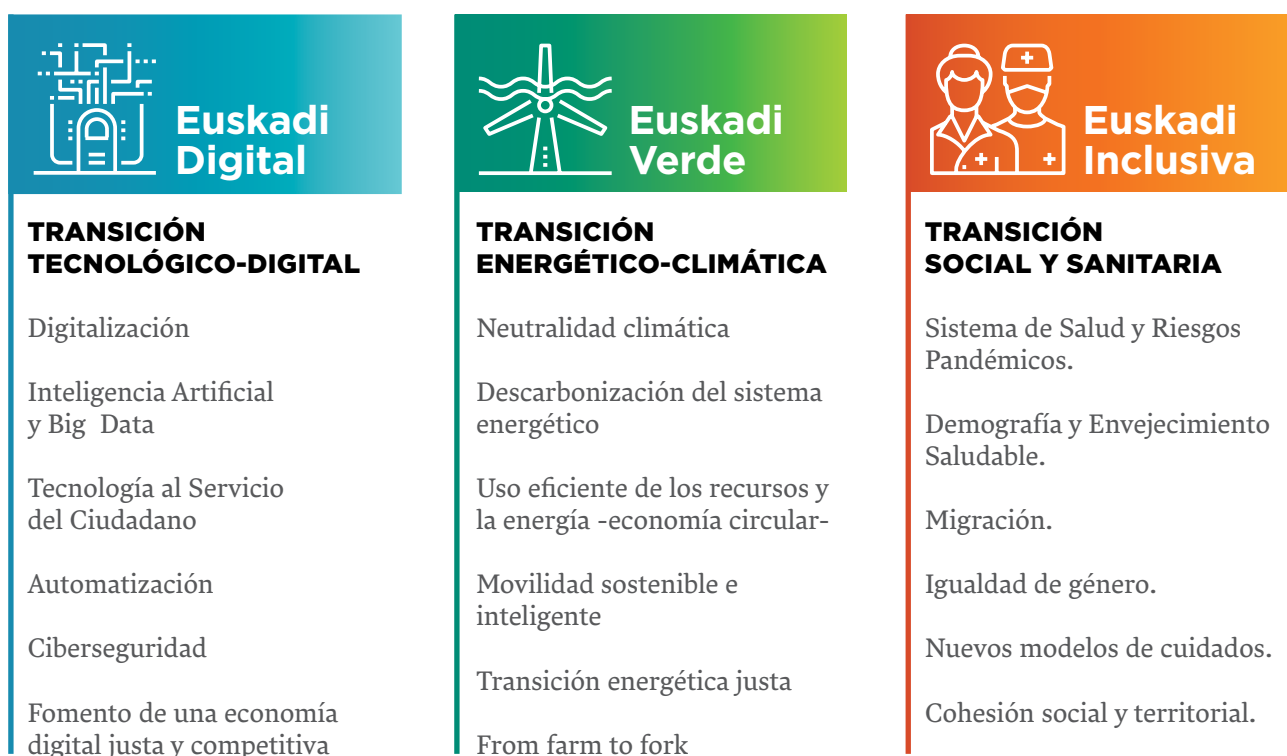 Euskadi
Digital
TRANSICIÓN
TECNOLÓGICO-DIGITAL
Digitalización
Inteligencia Artificial
y Big Data
Tecnología al Servicio
del Ciudadano
Automatización
Ciberseguridad
Fomento de una economía
digital justa y competitiva
Euskadi
Verde
TRANSICIÓN
ENERGÉTICO-CLIMÁTICA
Neutralidad climática
Descarbonización del sistema
energético
Uso eficiente de los recursos y
la energía -economía circular-
Movilidad sostenible e
inteligente
Transición energética justa
From farm to fork
Euskadi
Inclusiva
TRANSICIÓN
SOCIAL Y SANITARIA
Sistema de Salud y Riesgos
Pandémicos.
Demografía y Envejecimiento
Saludable.
Migración.
Igualdad de género.
Nuevos modelos de cuidados.
Cohesión social y territorial.